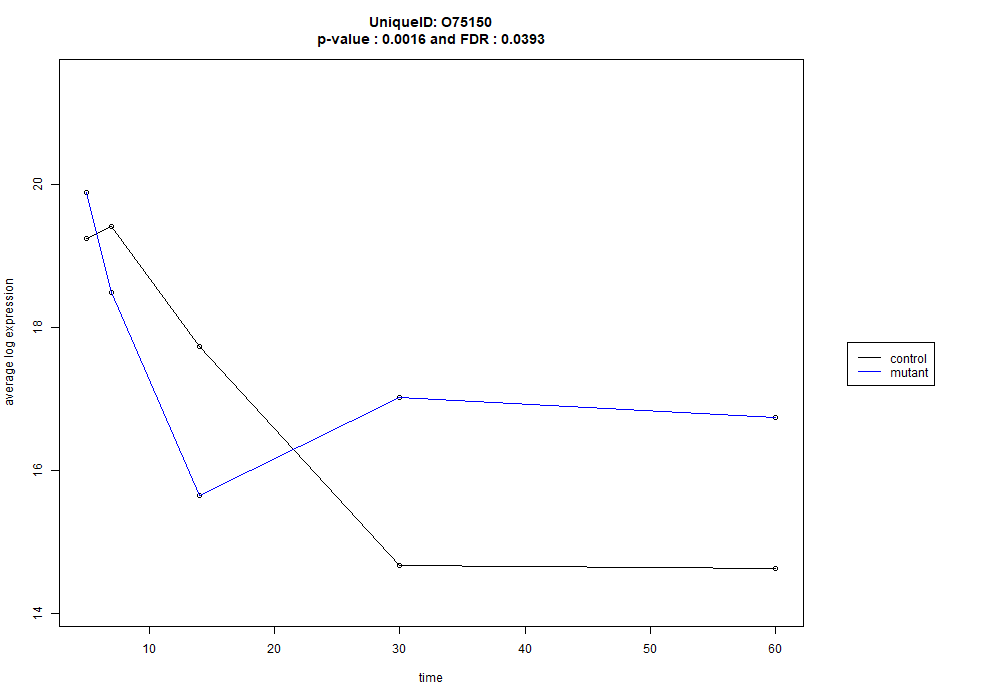 UniqueID: O75150
p-value : 0.0016 and FDR : 0.0393
average log expression
20
18
16
14
10
20
30
40
50
60
time
control
mutant